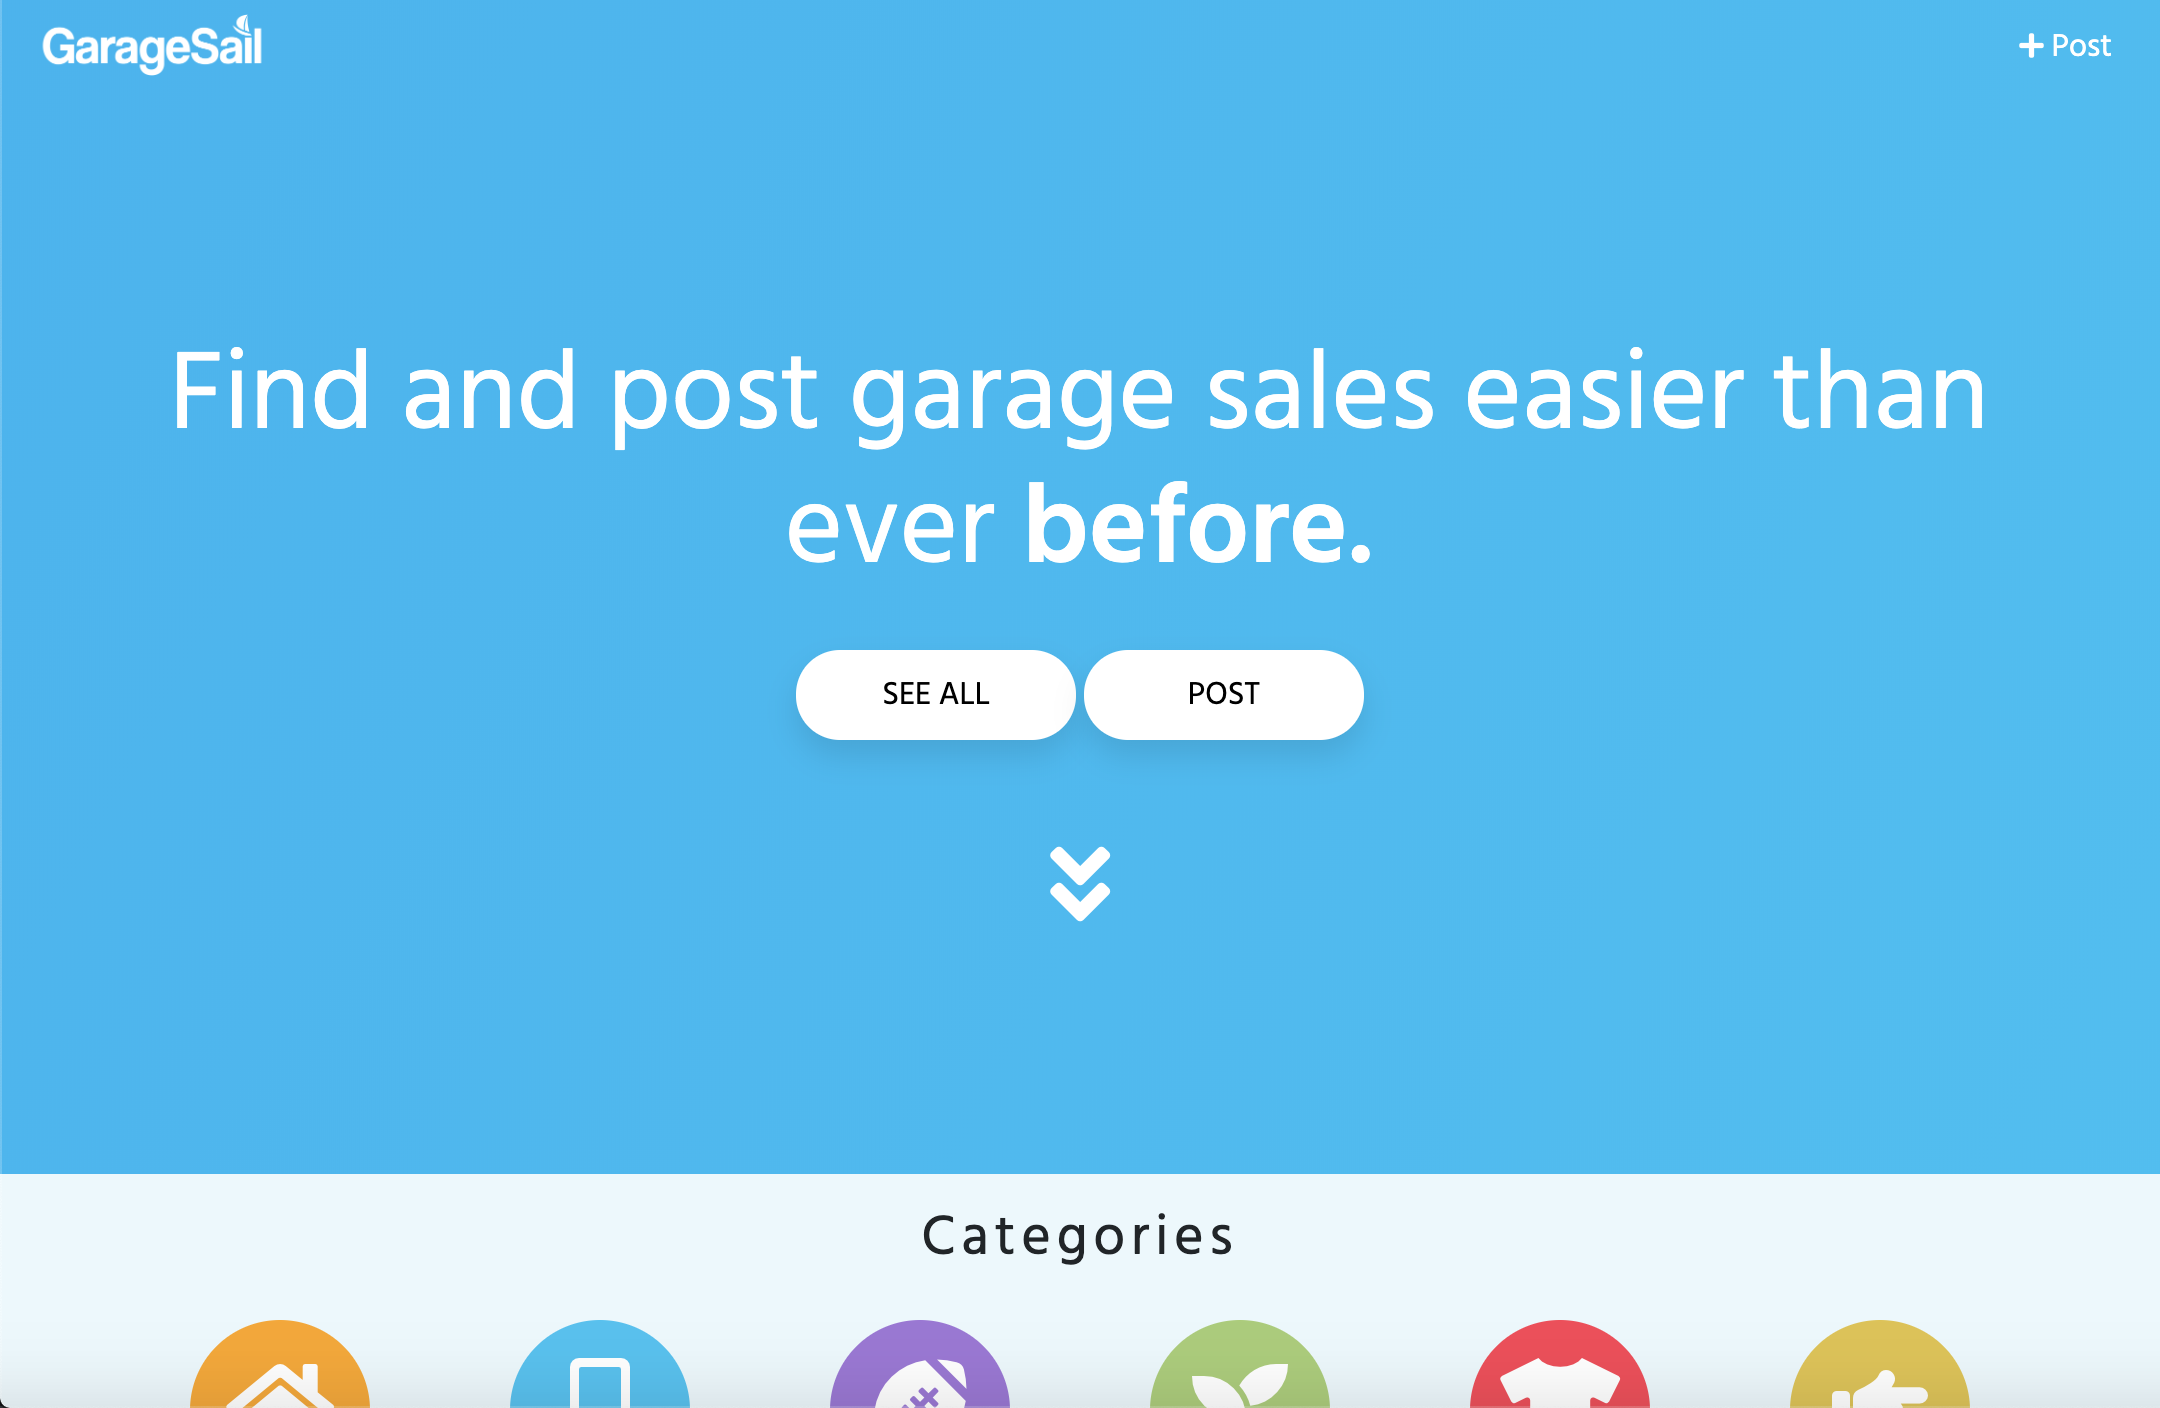 GarageSail
Post
Find and post garage sales easier than
ever before.
SEE ALL
POST
Categories